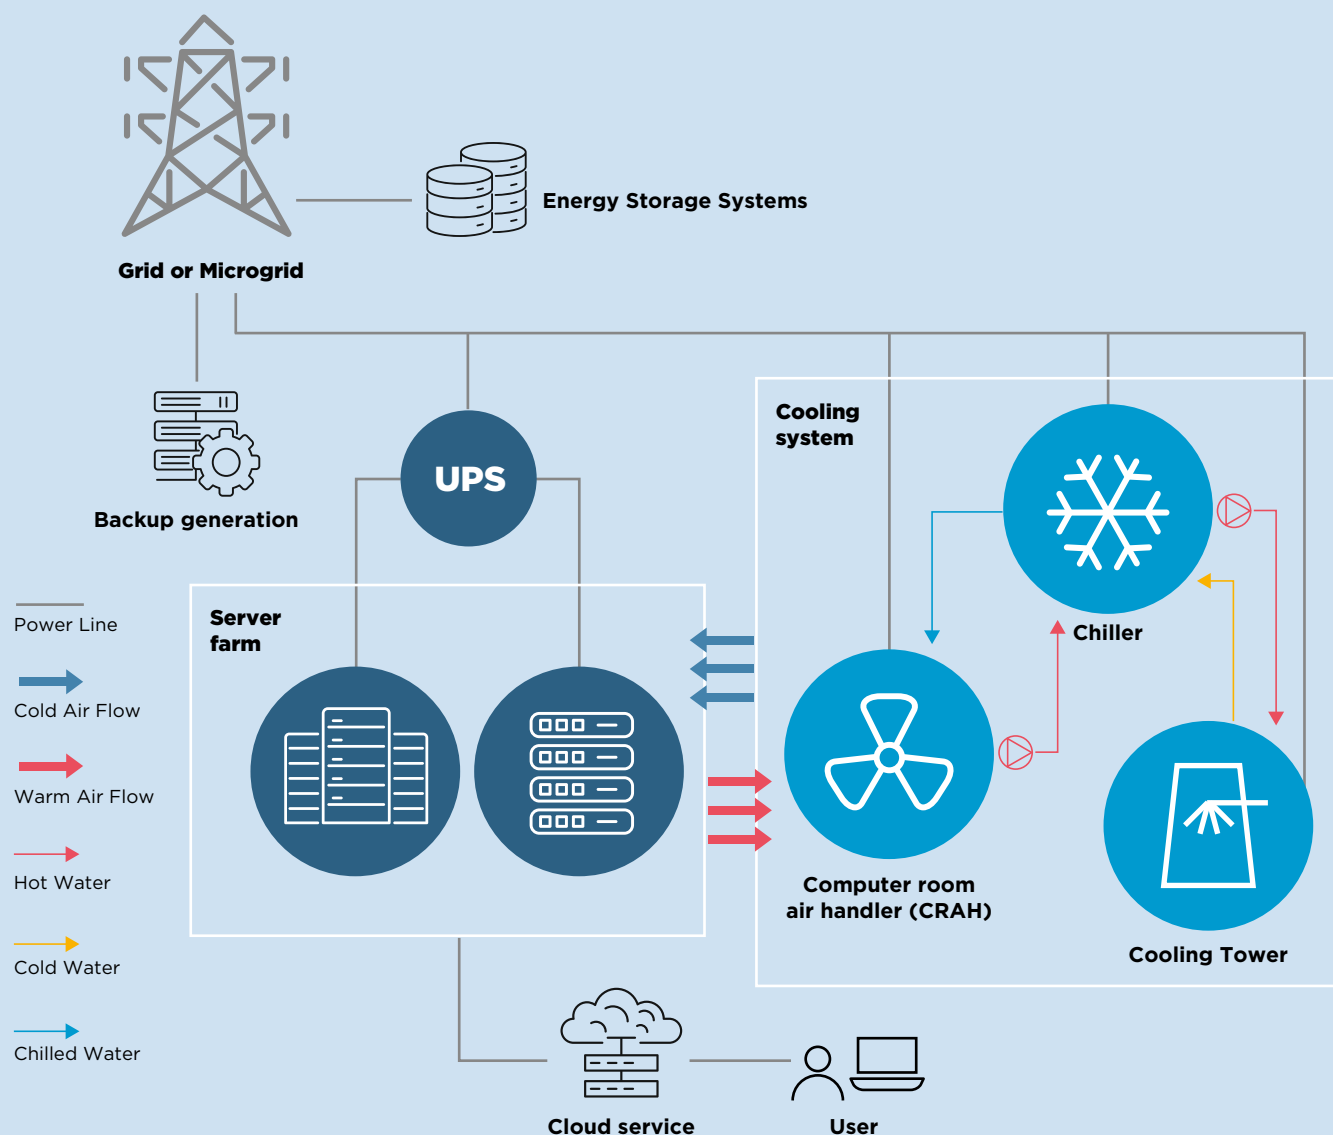 Energy Storage Systems
Grid or Microgrid
Backup generation
UPS
Cooling
system
Chiller
Power Line
Cold Air Flow
Warm Air Flow
Hot Water
Cold Water
Chilled Water
Server
farm
Computer room
air handler (CRAH)
Cooling Tower
Cloud service
User